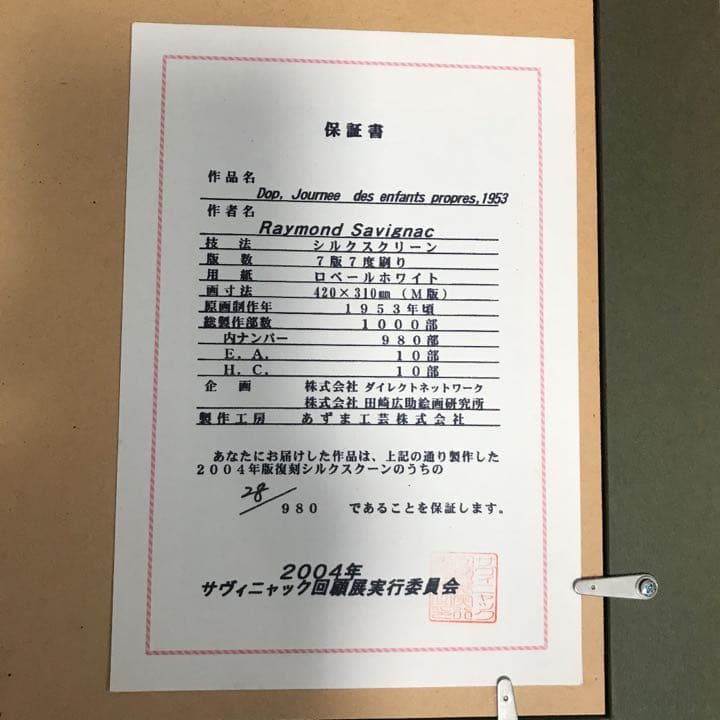 保証書
作品名
Dop, Journee des enfants propres,1953
作者名
Raymond Savignac
技法 シルクスクリーン
版数 7版7度刷り
用紙 ロベールホワイト
画寸法 420×310㎜(M版)
原画制作年 1953年頃
総製作部数 1000部
内ナンバー 980部
E.A. 10部
H.C. 10部
企画 株式会社 ダイレクトネットワーク
株式会社 田崎広助絵画研究所
製作工房 あずま工芸株式会社
あなたにお届けした作品は、上記の通り製作した
2004年版復刻シルクスクーンのうちの
28/980 であることを保証します。
2004年
サヴィニャック回顧展実行委員会
サヴィニャック